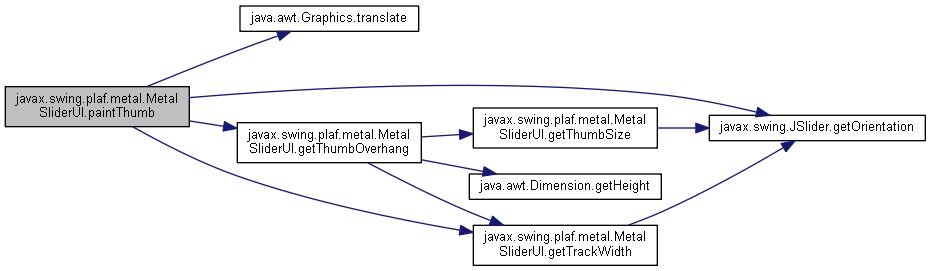 java.awt.Graphics.translate
javax.swing.plaf.metal.Metal
SliderUI.paintThumb
javax.swing.plaf.metal.Metal
SliderUI.getThumbOverhang
javax.swing.plaf.metal.Metal
SliderUI.getThumbSize
javax.swing.JSlider.getOrientation
java.awt.Dimension.getHeight
javax.swing.plaf.metal.Metal
SliderUI.getTrackWidth